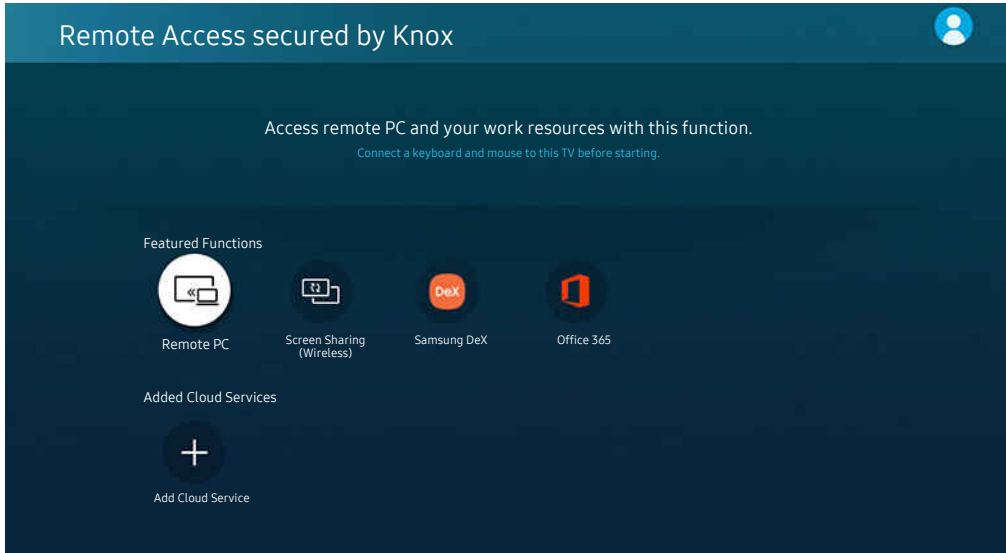 Remote Access secured by Knox
Access remote PC and your work resources with this function.
Connect a keyboard and mouse to this TV before starting.
Featured Functions
DeX
Remote PC
Screen Sharing
(Wireless)
Samsung DeX
Office 365
Added Cloud Services
Add Cloud Service